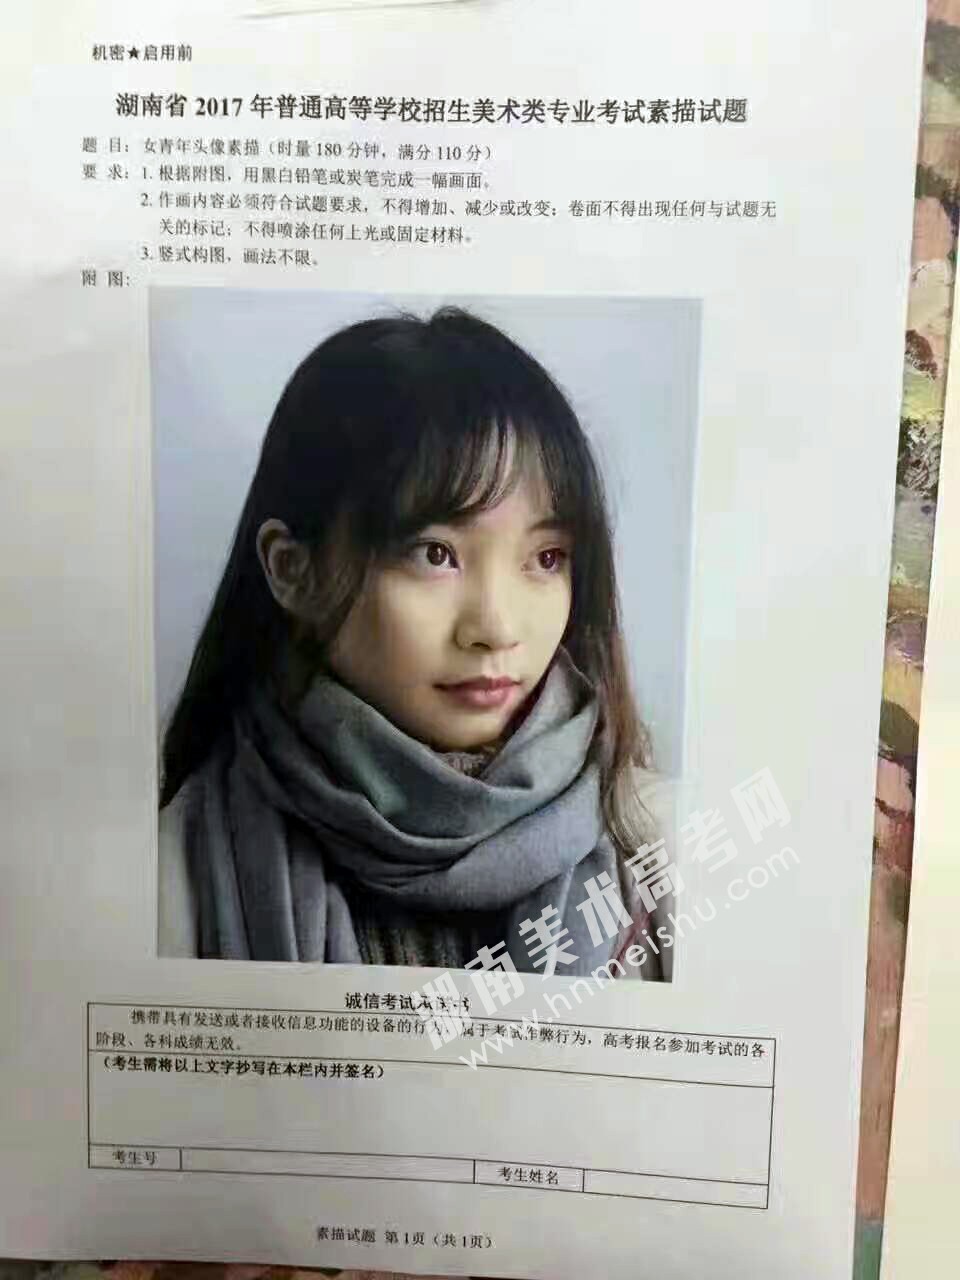 机密★启用前
湖南省 2017 年普通高等学校招生美术类专业考试素描试题
题 目：女青年头像素描（时量 180 分钟，满分 110 分）
要 求：1. 根据附图，用黑白铅笔或炭笔完成一幅画面。
2. 作画内容必须符合试题要求，不得增加、减少或改变；卷面不得出现任何与试题无
关的标记；不得喷涂任何上光或固定材料。
3. 竖式构图，画法不限。
附 图：
湖南美术高考网
www.hnmeishu.com
诚信考试承诺书
携带具有发送或者接收信息功能的设备的行为，属于考试作弊行为，高考报名参加考试的各
阶段、各科成绩无效。
（考生需将以上文字抄写在本栏内并签名）
考生号
考生姓名
素描试题 第 1页（共 1页）